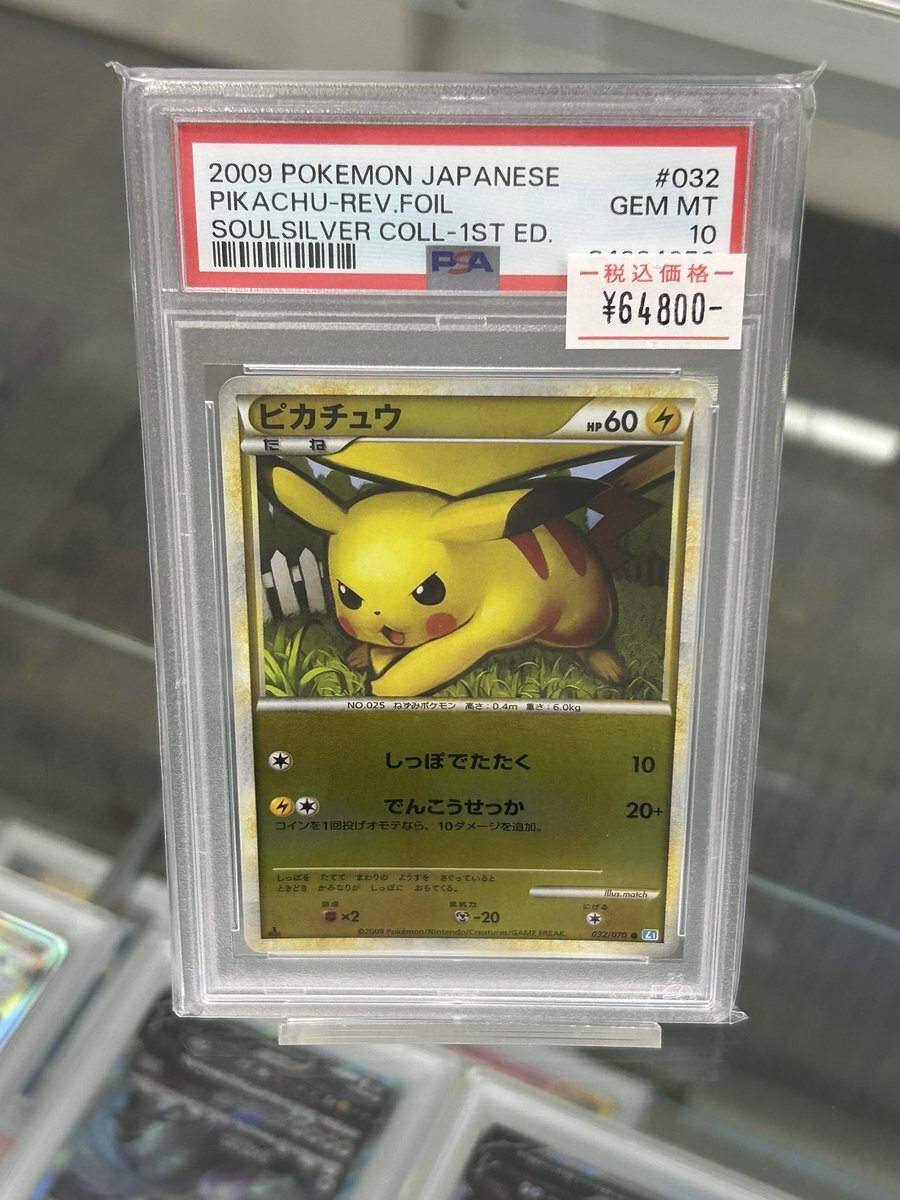 2009 POKEMON JAPANESE #032
PIKACHU-REV.FOIL GEM MT
SOULSILVER COLL-1ST ED. 10
PSA
税込価格
¥64800-
ピカチュウ HP60
たね
NO.025 ねずみポケモン 高さ:0.4m 重さ:6.0kg
しっぽでたたく 10
でんこうせっか 20+
コインを1回投げオモテなら、10ダメージを追加。
しっぽを たてて まわりの ようすを さぐっていると
ときどき かみなりが しっぽに おちてくる。
illus. match
弱点 抵抗力 にげる
×2 -20
©2009 Pokémon/Nintendo/Creatures/GAME FREAK.
032/070 L1